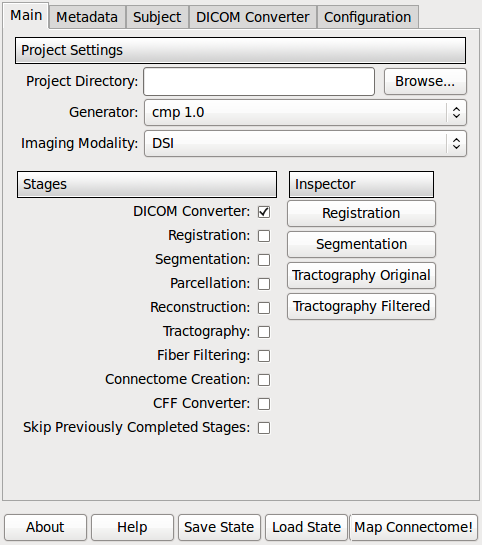 Main Metadata Subject DICOM Converter Configuration
Project Settings
Project Directory: Browse...
Generator: cmp 1.0
Imaging Modality: DSI
Stages Inspector
DICOM Converter: Registration
Registration: Segmentation
Segmentation: Tractography Original
Parcellation: Tractography Filtered
Reconstruction:
Tractography:
Fiber Filtering:
Connectome Creation:
CFF Converter:
Skip Previously Completed Stages:
About Help Save State Load State Map Connectome!